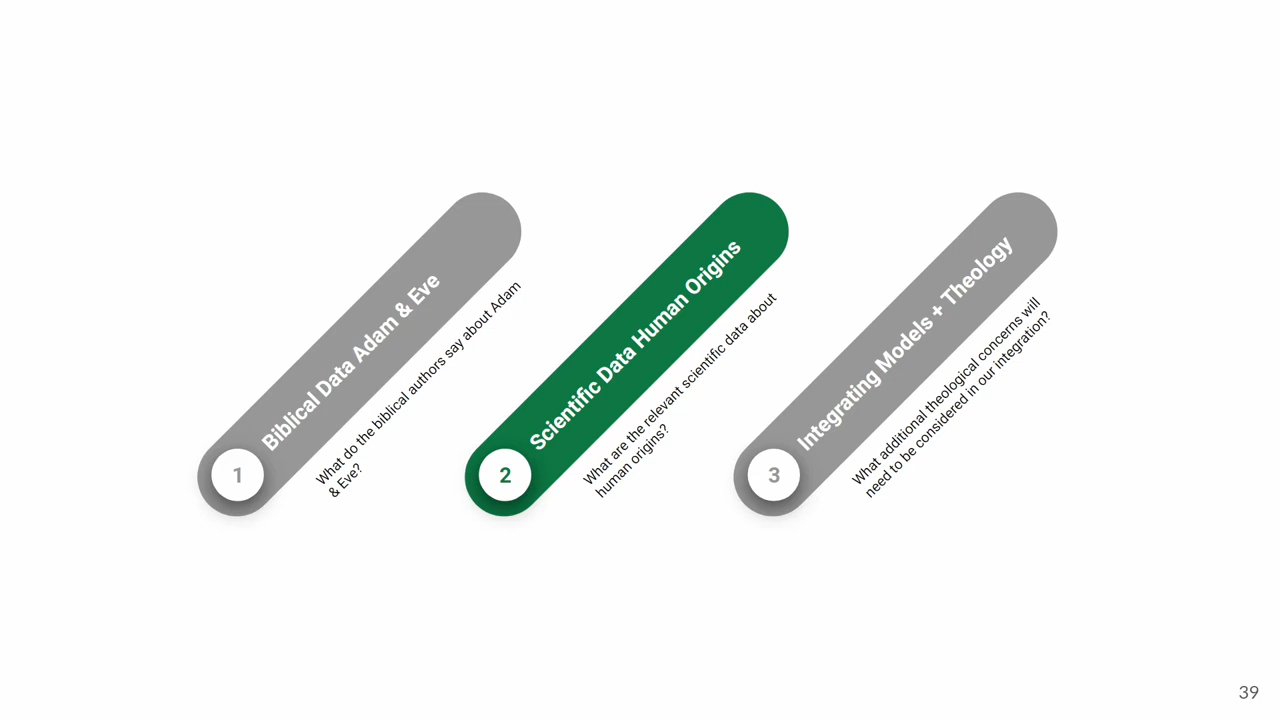 1
Biblical Data Adam & Eve
What do the biblical authors say about Adam
& Eve?
2
Scientific Data Human Origins
What are the relevant scientific data about
human origins?
3
Integrating Models + Theology
What additional theological concerns will
need to be considered in our integration?
39